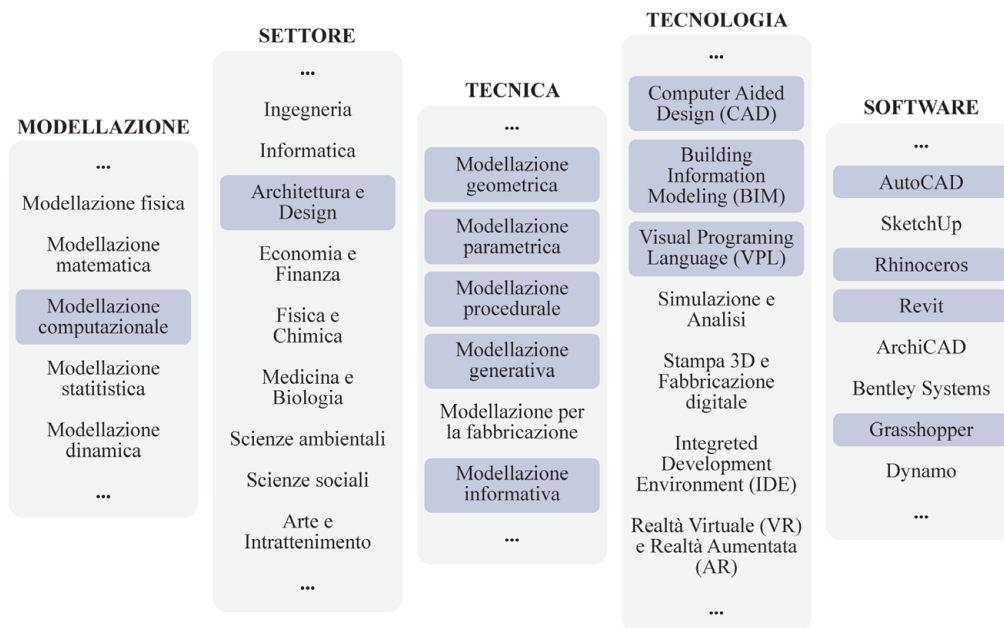 MODELLAZIONE
...
Modellazione fisica
Modellazione
matematica
Modellazione
computazionale
Modellazione
statitistica
Modellazione
dinamica
...
SETTORE
...
Ingegneria
Informatica
Architettura e
Design
Economia e
Finanza
Fisica e
Chimica
Medicina e
Biologia
Scienze ambientali
Scienze sociali
Arte e
Intrattenimento
...
TECNICA
...
Modellazione
geometrica
Modellazione
parametrica
Modellazione
procedurale
Modellazione
generativa
Modellazione per
la fabbricazione
Modellazione
informativa
...
TECNOLOGIA
...
Computer Aided
Design (CAD)
Building
Information
Modeling (BIM)
Visual Programing
Language (VPL)
Simulazione e
Analisi
Stampa 3D e
Fabbricazione
digitale
Integreted
Development
Environment (IDE)
Realtà Virtuale (VR)
e Realtà Aumentata
(AR)
...
SOFTWARE
...
AutoCAD
SketchUp
Rhinoceros
Revit
ArchiCAD
Bentley Systems
Grasshopper
Dynamo
...